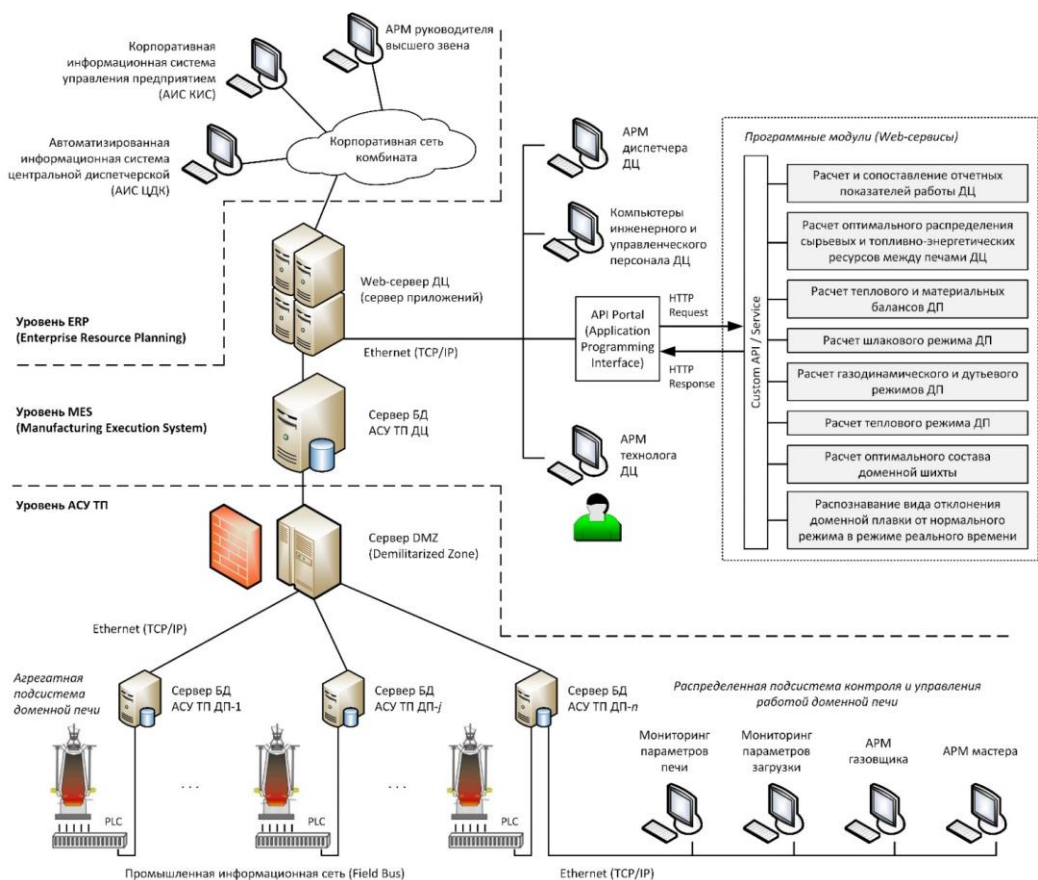 Корпоративная
информационная система
управления предприятием
(АИС КИС)
АРМ руководителя
высшего звена
Автоматизированная
информационная система
центральной диспетчерской
(АИС ЦДК)
Корпоративная сеть
комбината
Web-сервер ДЦ
(сервер приложений)
Уровень ERP
(Enterprise Resource Planning)
Ethernet (TCP/IP)
Уровень MES
(Manufacturing Execution System)
Сервер БД
АСУ ТП ДЦ
АРМ
диспетчера
ДЦ
Компьютеры
инженерного и
управленческого
персонала ДЦ
API Portal
(Application
Programming
Interface)
HTTP
Request
HTTP
Response
АРМ
технолога
ДЦ
Программные модули (Web-сервисы)
Custom API / Service
Расчет и сопоставление отчетных
показателей работы ДЦ
Расчет оптимального распределения
сырьевых и топливно-энергетических
ресурсов между печами ДЦ
Расчет теплового и материальных
балансов ДП
Расчет шлакового режима ДП
Расчет газодинамического и дутьевого
режимов ДП
Расчет теплового режима ДП
Расчет оптимального состава
доменной шихты
Распознавание вида отклонения
доменной плавки от нормального
режима в режиме реального времени
Уровень АСУ ТП
Сервер DMZ
(Demilitarized Zone)
Ethernet (TCP/IP)
Агрегатная
подсистема
доменной печи
Сервер БД
АСУ ТП ДП-1
Сервер БД
АСУ ТП ДП-j
Сервер БД
АСУ ТП ДП-n
Распределенная подсистема контроля и управления
работой доменной печи
Мониторинг
параметров
печи
Мониторинг
параметров
загрузки
АРМ
газовщика
АРМ мастера
. . .
. . .
PLC
PLC
PLC
Промышленная информационная сеть (Field Bus)
Ethernet (TCP/IP)